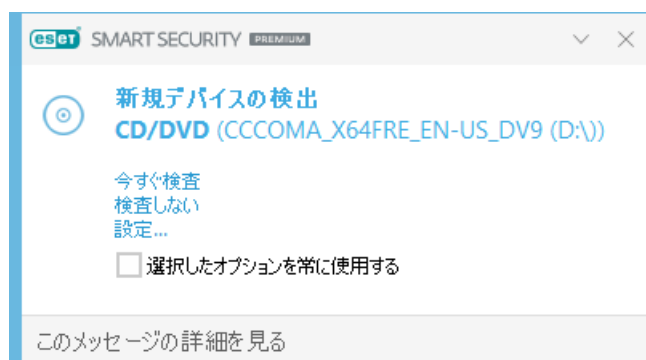 eset SMART SECURITY PREMIUM
新規デバイスの検出
CD/DVD (CCCOMA_X64FRE_EN-US_DV9 (D:\))
今すぐ検査
検査しない
設定...
選択したオプションを常に使用する
このメッセージの詳細を見る